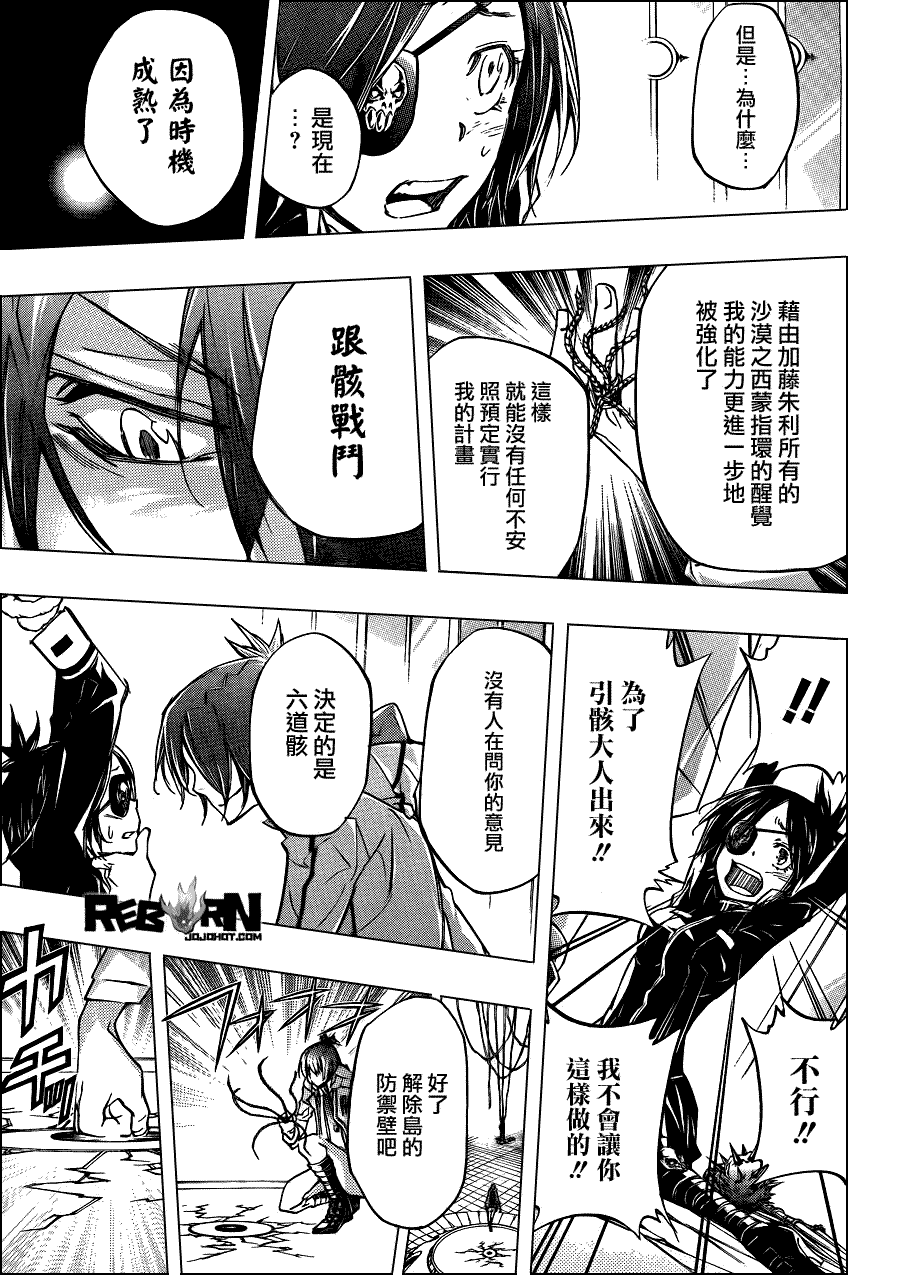 但是…為什麼…
是現在
…?
因為時機
成熟了
藉由加藤朱利所有的
沙漠之西蒙指環的醒覺
我的能力更進一步地
被強化了
這樣
就能沒有任何不安
照預定實行
我的計畫
跟骸戰鬥
!!
為了
引骸大人出來!!
不行!!
我不會讓你
這樣做的!!
沒有人在問你的意見
決定的是
六道骸
REBORN
JOJOHOT.COM
好了
解除島的
防禦壁吧
ズズズズ